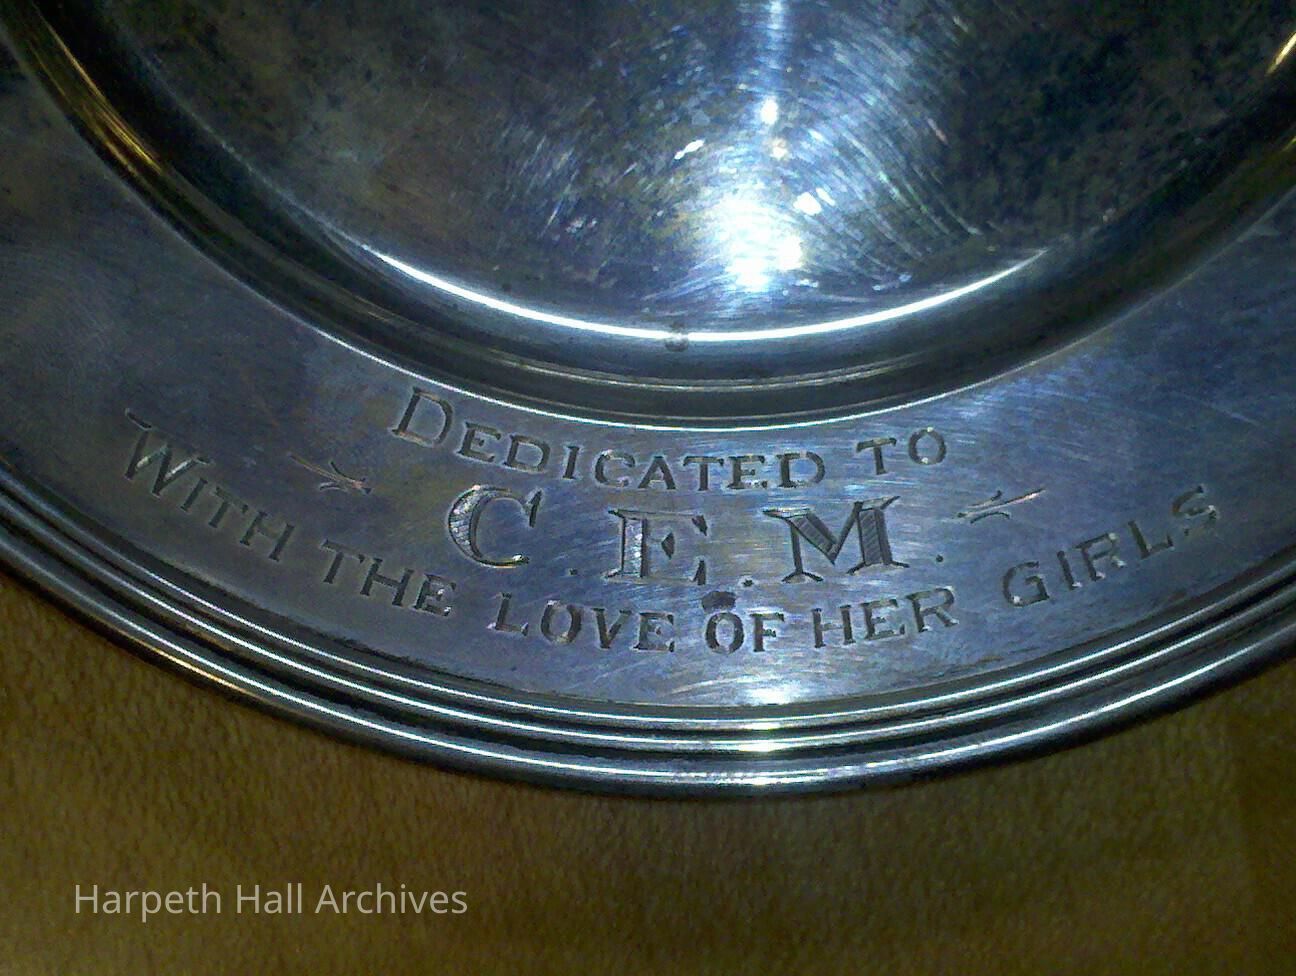 DEDICATED TO
C.E.M.
WITH THE LOVE OF HER GIRLS
Harpeth Hall Archives